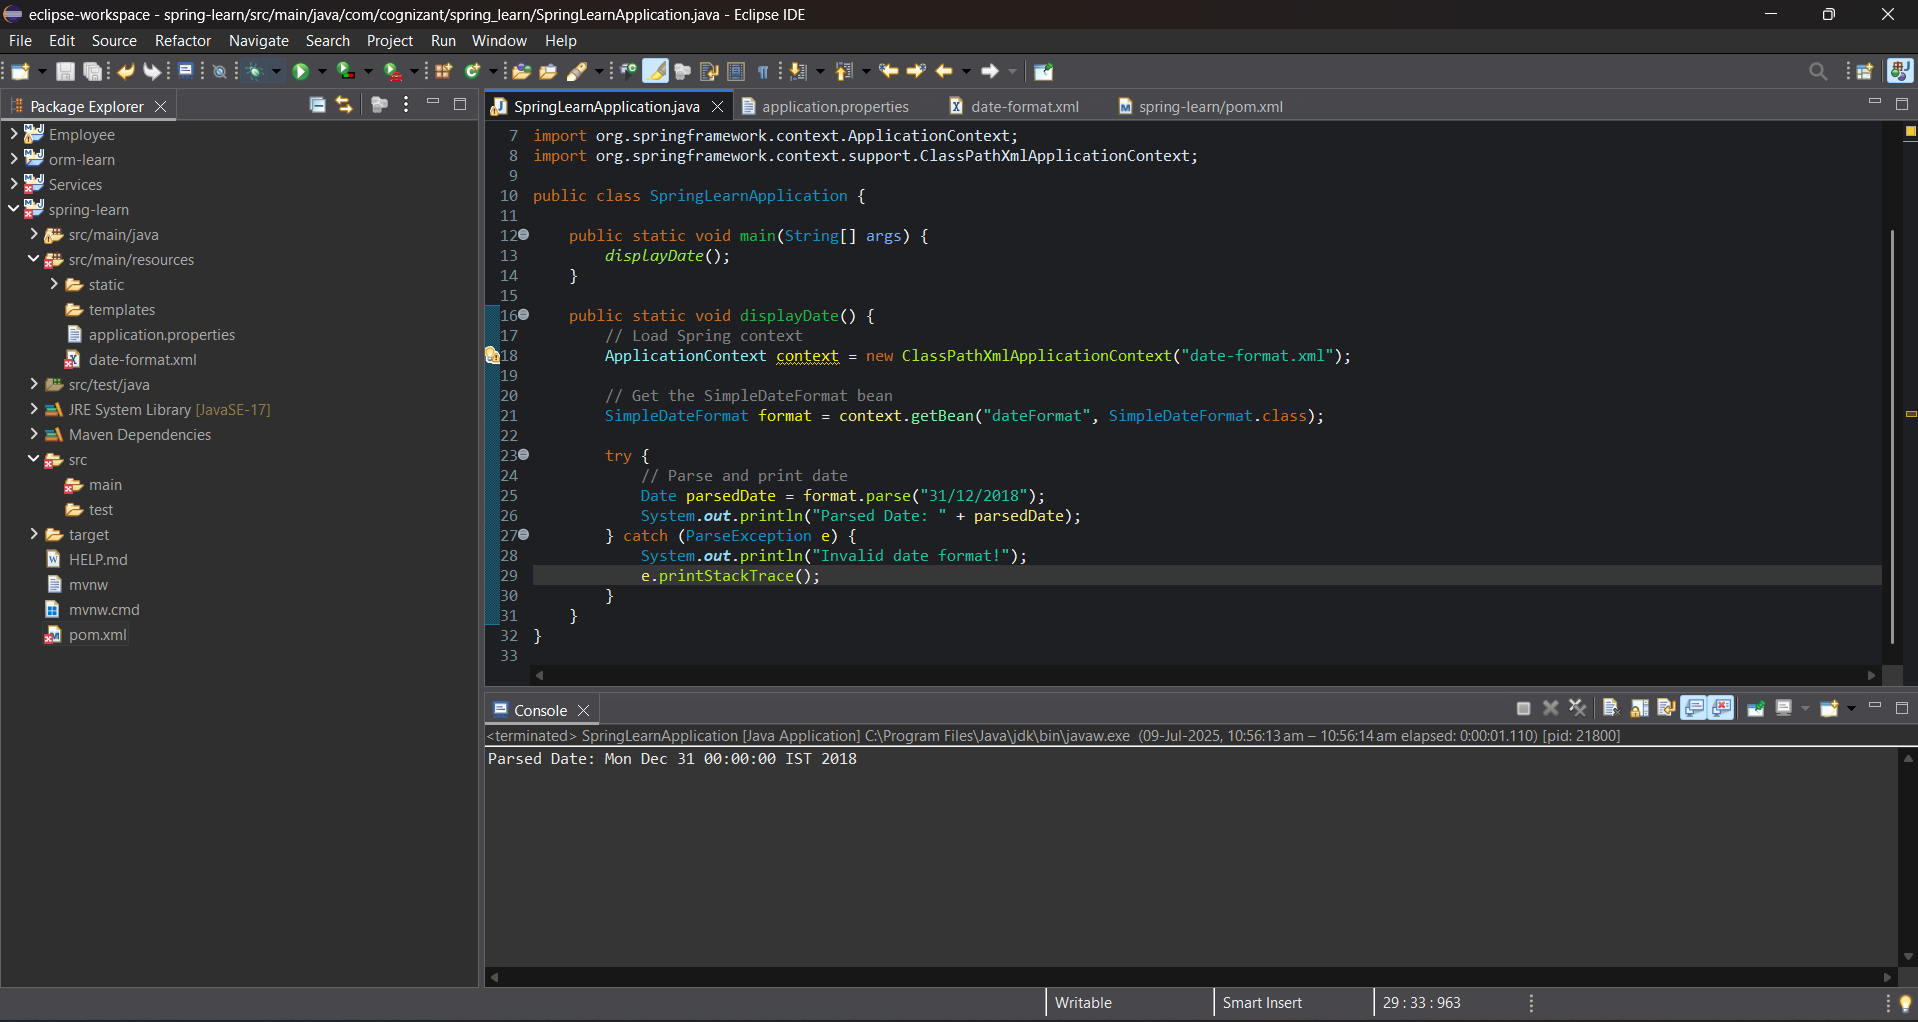 eclipse-workspace - spring-learn/src/main/java/com/cognizant/spring_learn/SpringLearnApplication.java - Eclipse IDE
File Edit Source Refactor Navigate Search Project Run Window Help
Package Explorer
Employee
orm-learn
Services
spring-learn
src/main/java
src/main/resources
static
templates
application.properties
date-format.xml
src/test/java
JRE System Library [JavaSE-17]
Maven Dependencies
src
main
test
target
HELP.md
mvnw
mvnw.cmd
pom.xml
SpringLearnApplication.java application.properties date-format.xml spring-learn/pom.xml
7 import org.springframework.context.ApplicationContext;
8 import org.springframework.context.support.ClassPathXmlApplicationContext;
9
10 public class SpringLearnApplication {
11
12 public static void main(String[] args) {
13 displayDate();
14 }
15
16 public static void displayDate() {
17 // Load Spring context
18 ApplicationContext context = new ClassPathXmlApplicationContext("date-format.xml");
19
20 // Get the SimpleDateFormat bean
21 SimpleDateFormat format = context.getBean("dateFormat", SimpleDateFormat.class);
22
23 try {
24 // Parse and print date
25 Date parsedDate = format.parse("31/12/2018");
26 System.out.println("Parsed Date: " + parsedDate);
27 } catch (ParseException e) {
28 System.out.println("Invalid date format!");
29 e.printStackTrace();
30 }
31 }
32 }
33
Console
<terminated> SpringLearnApplication [Java Application] C:\Program Files\Java\jdk\bin\javaw.exe (09-Jul-2025, 10:56:13 am – 10:56:14 am elapsed: 0:00:01.110) [pid: 21800]
Parsed Date: Mon Dec 31 00:00:00 IST 2018
Writable Smart Insert 29 : 33 : 963